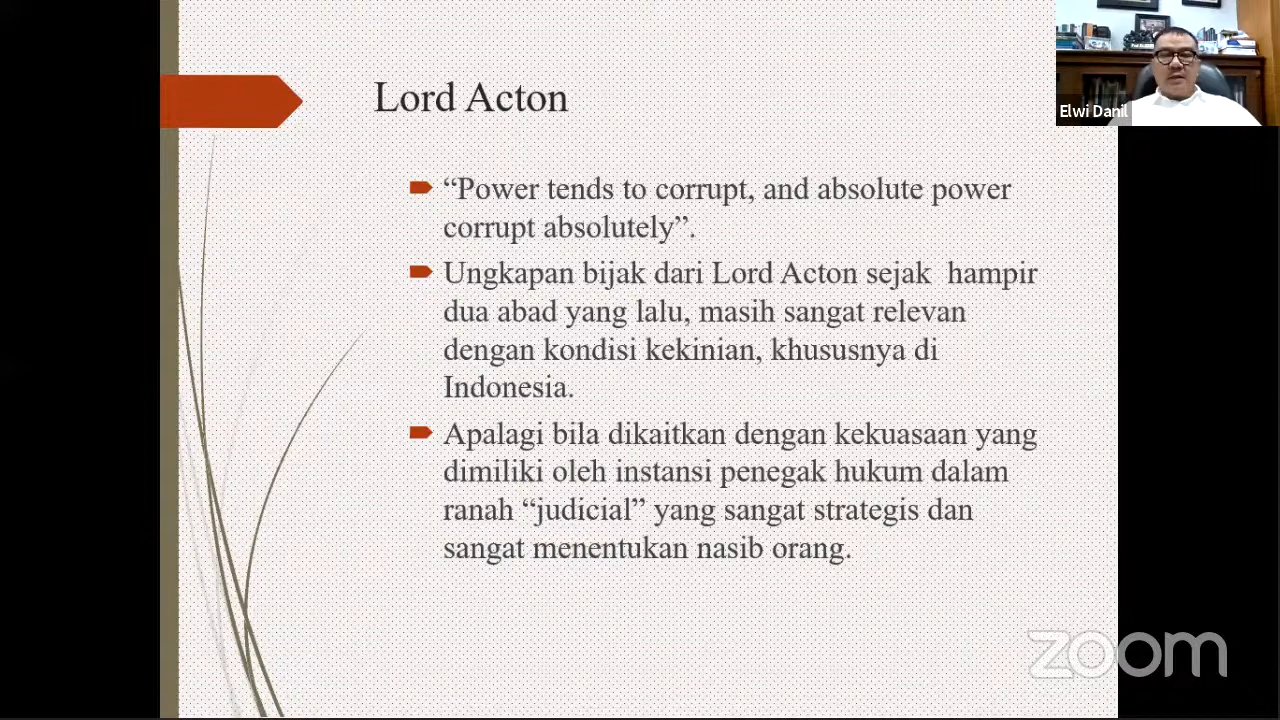 Lord Acton
“Power tends to corrupt, and absolute power
corrupt absolutely”.
Ungkapan bijak dari Lord Acton sejak  hampir
dua abad yang lalu, masih sangat relevan
dengan kondisi kekinian, khususnya di
Indonesia.
Apalagi bila dikaitkan dengan kekuasaan yang
dimiliki oleh instansi penegak hukum dalam
ranah “judicial” yang sangat strategis dan
sangat menentukan nasib orang.
Elwi Danil
zoom